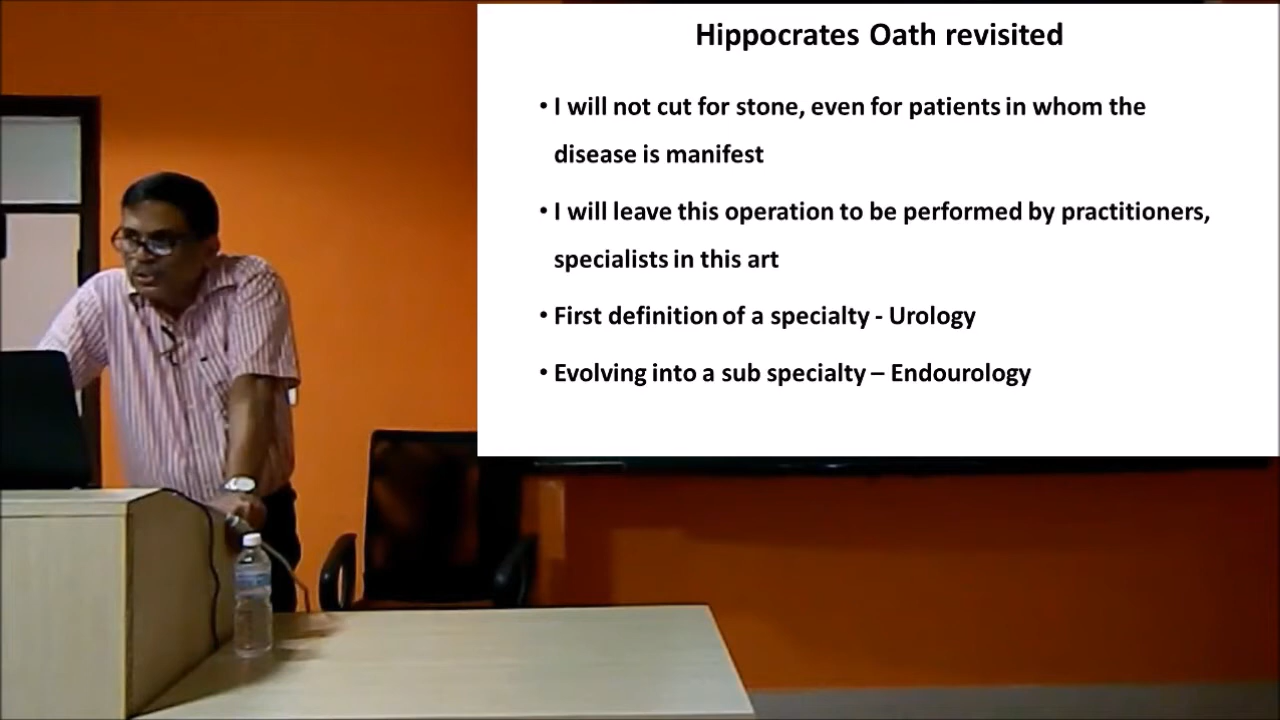 Hippocrates Oath revisited
• I will not cut for stone, even for patients in whom the
disease is manifest
• I will leave this operation to be performed by practitioners,
specialists in this art
• First definition of a specialty - Urology
• Evolving into a sub specialty – Endourology